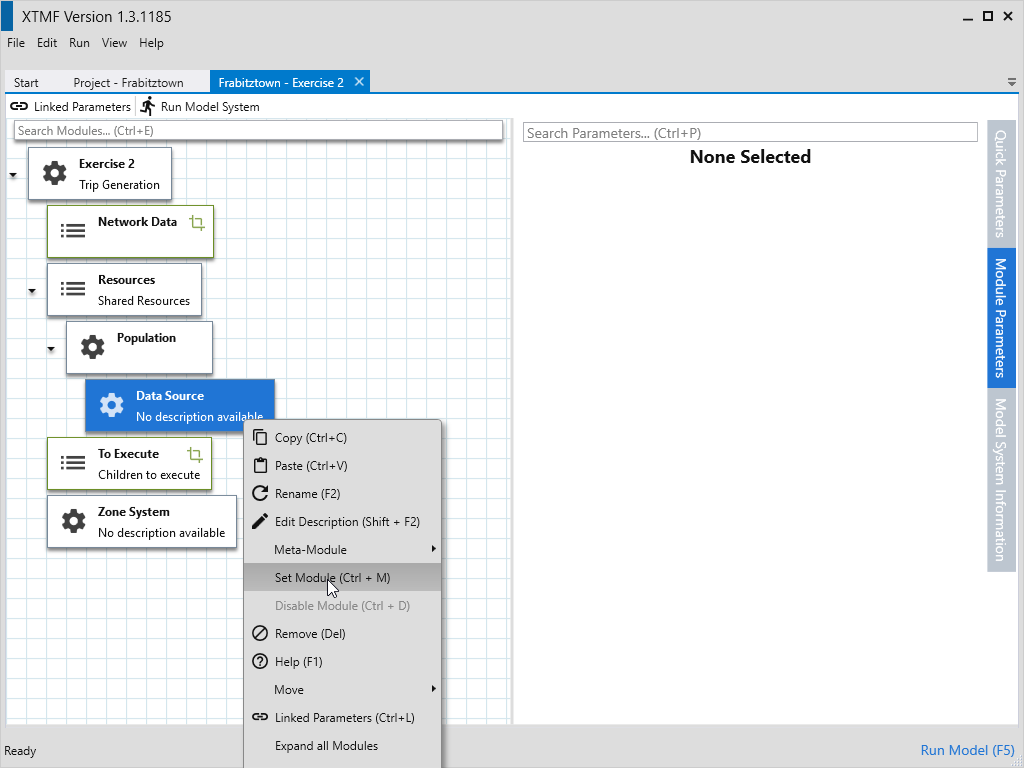 XTMF Version 1.3.1185
File Edit Run View Help
Start Project - Frabitztown Frabitztown - Exercise 2
Linked Parameters Run Model System
Search Modules... (Ctrl+E)
Exercise 2
Trip Generation
Network Data
Resources
Shared Resources
Population
Data Source
No description available
To Execute
Children to execute
Zone System
No description available
Copy (Ctrl+C)
Paste (Ctrl+V)
Rename (F2)
Edit Description (Shift + F2)
Meta-Module
Set Module (Ctrl + M)
Disable Module (Ctrl + D)
Remove (Del)
Help (F1)
Move
Linked Parameters (Ctrl+L)
Expand all Modules
Search Parameters... (Ctrl+P)
None Selected
Quick Parameters
Module Parameters
Model System Information
Ready
Run Model (F5)